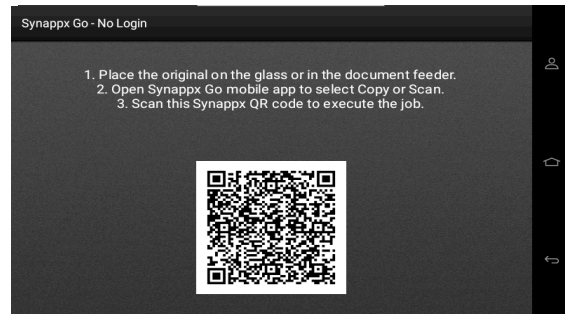 Synappx Go - No Login
1. Place the original on the glass or in the document feeder.
2. Open Synappx Go mobile app to select Copy or Scan.
3. Scan this Synappx QR code to execute the job.